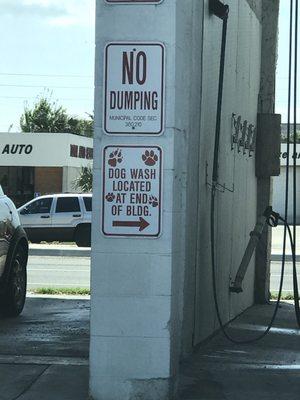 NO
DUMPING
MUNICIPAL CODE SEC
DOG WASH
LOCATED
AT END
OF BLDG.
AUTO